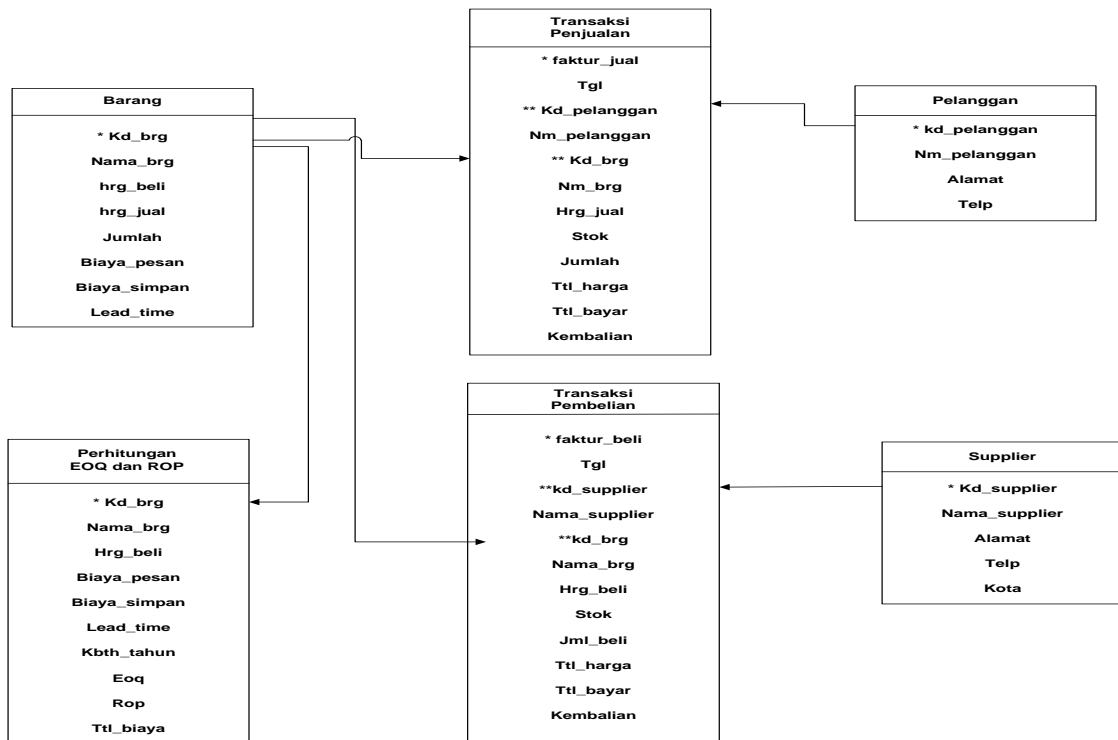 Transaksi
Penjualan
* faktur_jual
Tgl
** Kd_pelanggan
Nm_pelanggan
** Kd_brg
Nm_brg
Hrg_jual
Stok
Jumlah
Ttl_harga
Ttl_bayar
Kembalian
Barang
* Kd_brg
Nama_brg
hrg_beli
hrg_jual
Jumlah
Biaya_pesan
Biaya_simpan
Lead_time
Pelanggan
* kd_pelanggan
Nm_pelanggan
Alamat
Telp
Transaksi
Pembelian
* faktur_beli
Tgl
**kd_supplier
Nama_supplier
**kd_brg
Nama_brg
Hrg_beli
Stok
Jml_beli
Ttl_harga
Ttl_bayar
Kembalian
Perhitungan
EOQ dan ROP
* Kd_brg
Nama_brg
Hrg_beli
Biaya_pesan
Biaya_simpan
Lead_time
Kbth_tahun
Eoq
Rop
Ttl_biaya
Supplier
* Kd_supplier
Nama_supplier
Alamat
Telp
Kota